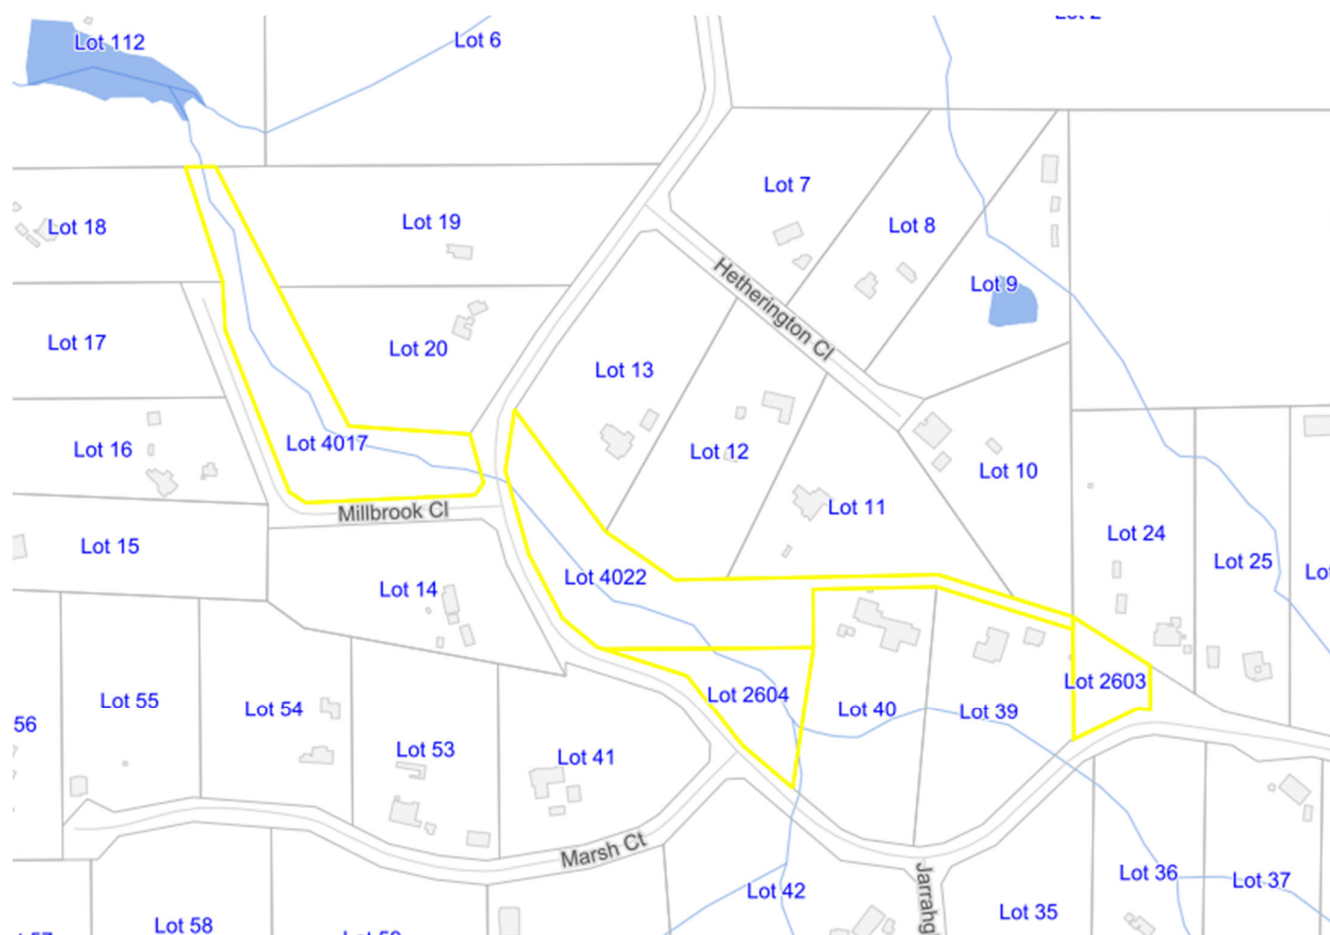 Lot 2
Lot 112
Lot 6
Lot 7
Lot 8
Lot 18
Lot 19
Hetherington Cl
Lot 9
Lot 17
Lot 20
Lot 13
Lot 4017
Lot 16
Lot 12
Lot 10
Millbrook Cl
Lot 11
Lot 15
Lot 24
Lot 25
Lot 14
Lot 4022
Lot 2603
Lot 55
Lot 54
Lot 2604
Lot 40
Lot 39
56
Lot 53
Lot 41
Marsh Ct
Lot 42
Lot 36
Lot 37
Jarrahg
Lot 35
Lot 58